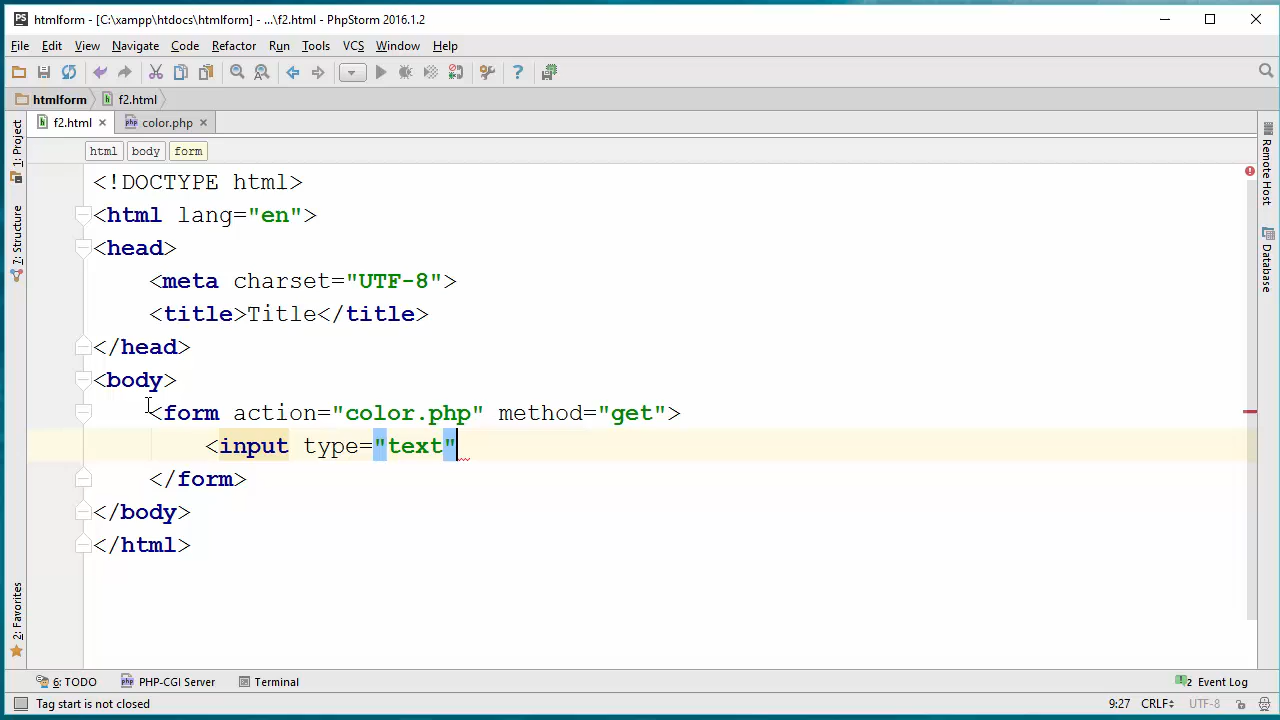 PS htmlform - [C:\xampp\htdocs\htmlform] - ...\f2.html - PhpStorm 2016.1.2
File Edit View Navigate Code Refactor Run Tools VCS Window Help
htmlform f2.html
f2.html color.php
html body form
<!DOCTYPE html>
<html lang="en">
<head>
<meta charset="UTF-8">
<title>Title</title>
</head>
<body>
<form action="color.php" method="get">
<input type="text"
</form>
</body>
</html>
1: Project
7: Structure
2: Favorites
Remote Host
Database
6: TODO PHP-CGI Server Terminal 2 Event Log
Tag start is not closed 9:27 CRLF UTF-8